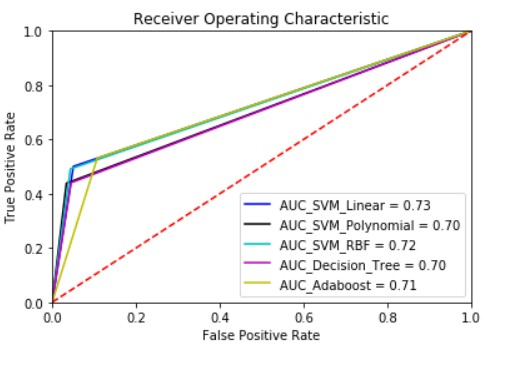 Receiver Operating Characteristic
1.0
0.8
0.6
0.4
0.2
0.0
True Positive Rate
AUC_SVM_Linear = 0.73
AUC_SVM_Polynomial = 0.70
AUC_SVM_RBF = 0.72
AUC_Decision_Tree = 0.70
AUC_Adaboost = 0.71
0.0 0.2 0.4 0.6 0.8 1.0
False Positive Rate